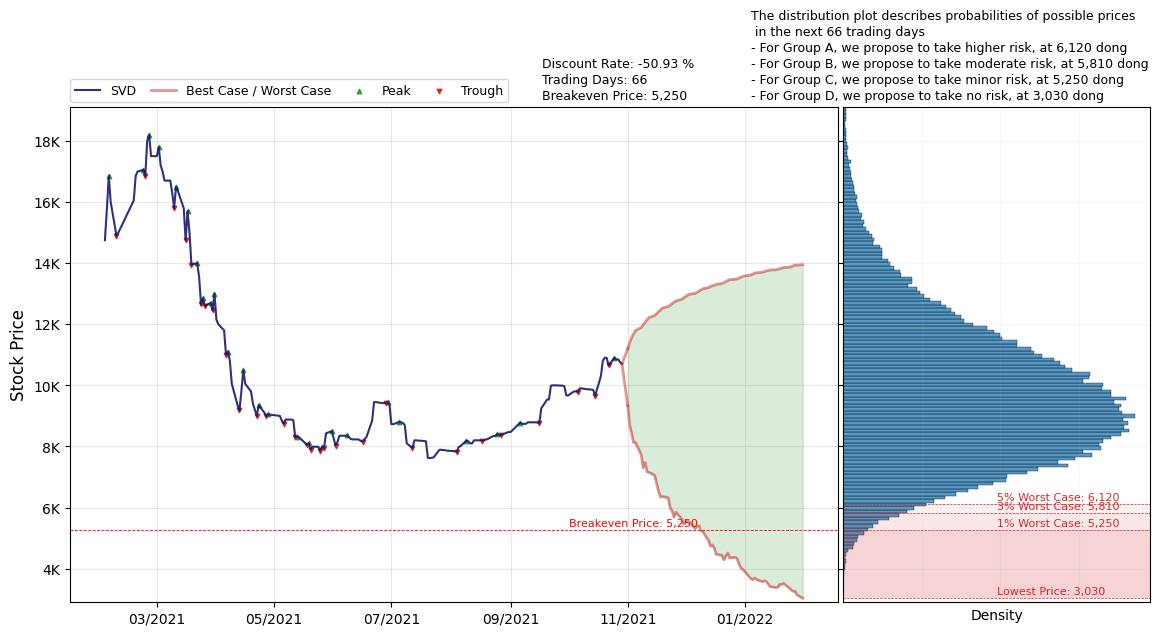 The distribution plot describes probabilities of possible prices
in the next 66 trading days
- For Group A, we propose to take higher risk, at 6,120 dong
- For Group B, we propose to take moderate risk, at 5,810 dong
- For Group C, we propose to take minor risk, at 5,250 dong
- For Group D, we propose to take no risk, at 3,030 dong
Discount Rate: -50.93 %
Trading Days: 66
Breakeven Price: 5,250
SVD Best Case / Worst Case Peak Trough
Stock Price
18K
16K
14K
12K
10K
8K
6K
4K
Breakeven Price: 5,250
03/2021 05/2021 07/2021 09/2021 11/2021 01/2022
5% Worst Case: 6,120
3% Worst Case: 5,810
1% Worst Case: 5,250
Lowest Price: 3,030
Density